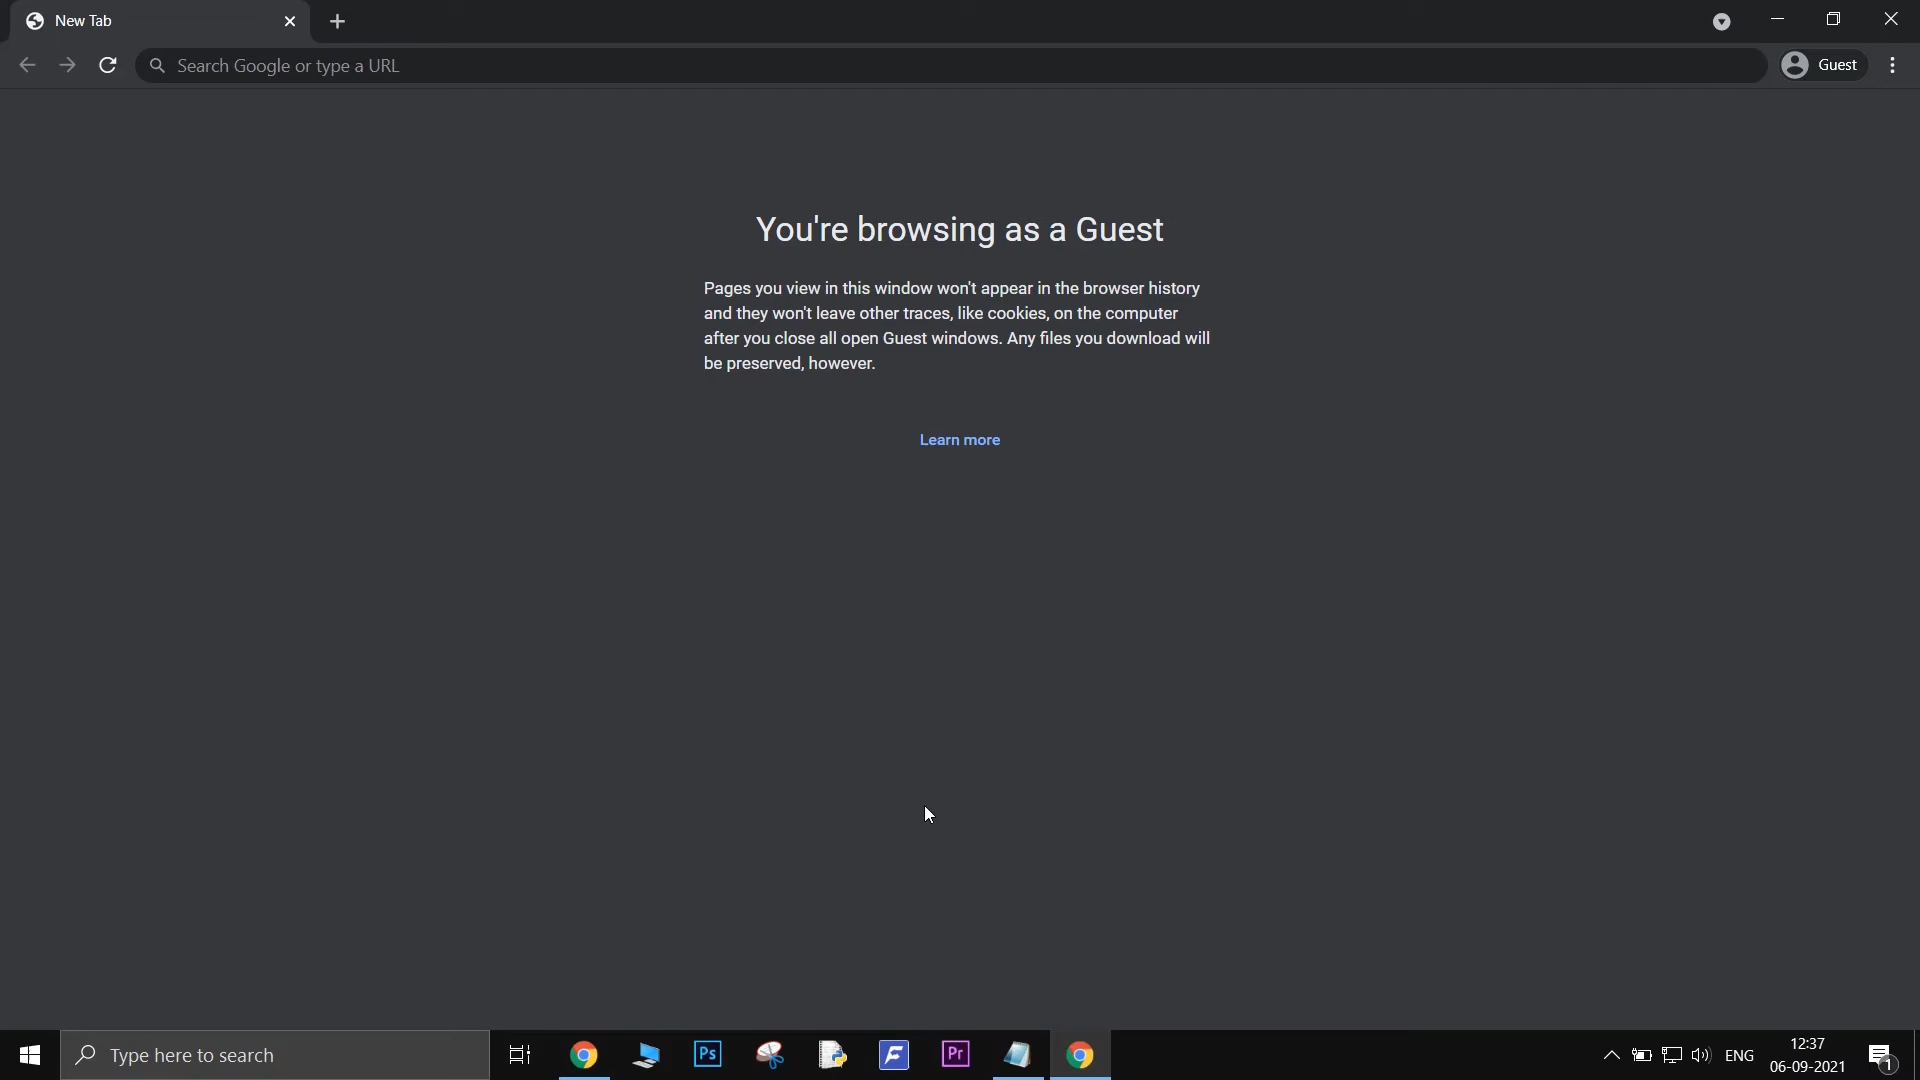 New Tab
Search Google or type a URL
Guest
You're browsing as a Guest
Pages you view in this window won't appear in the browser history
and they won't leave other traces, like cookies, on the computer
after you close all open Guest windows. Any files you download will
be preserved, however.
Learn more
Type here to search
Ps
Pr
ENG
12:37
06-09-2021
1